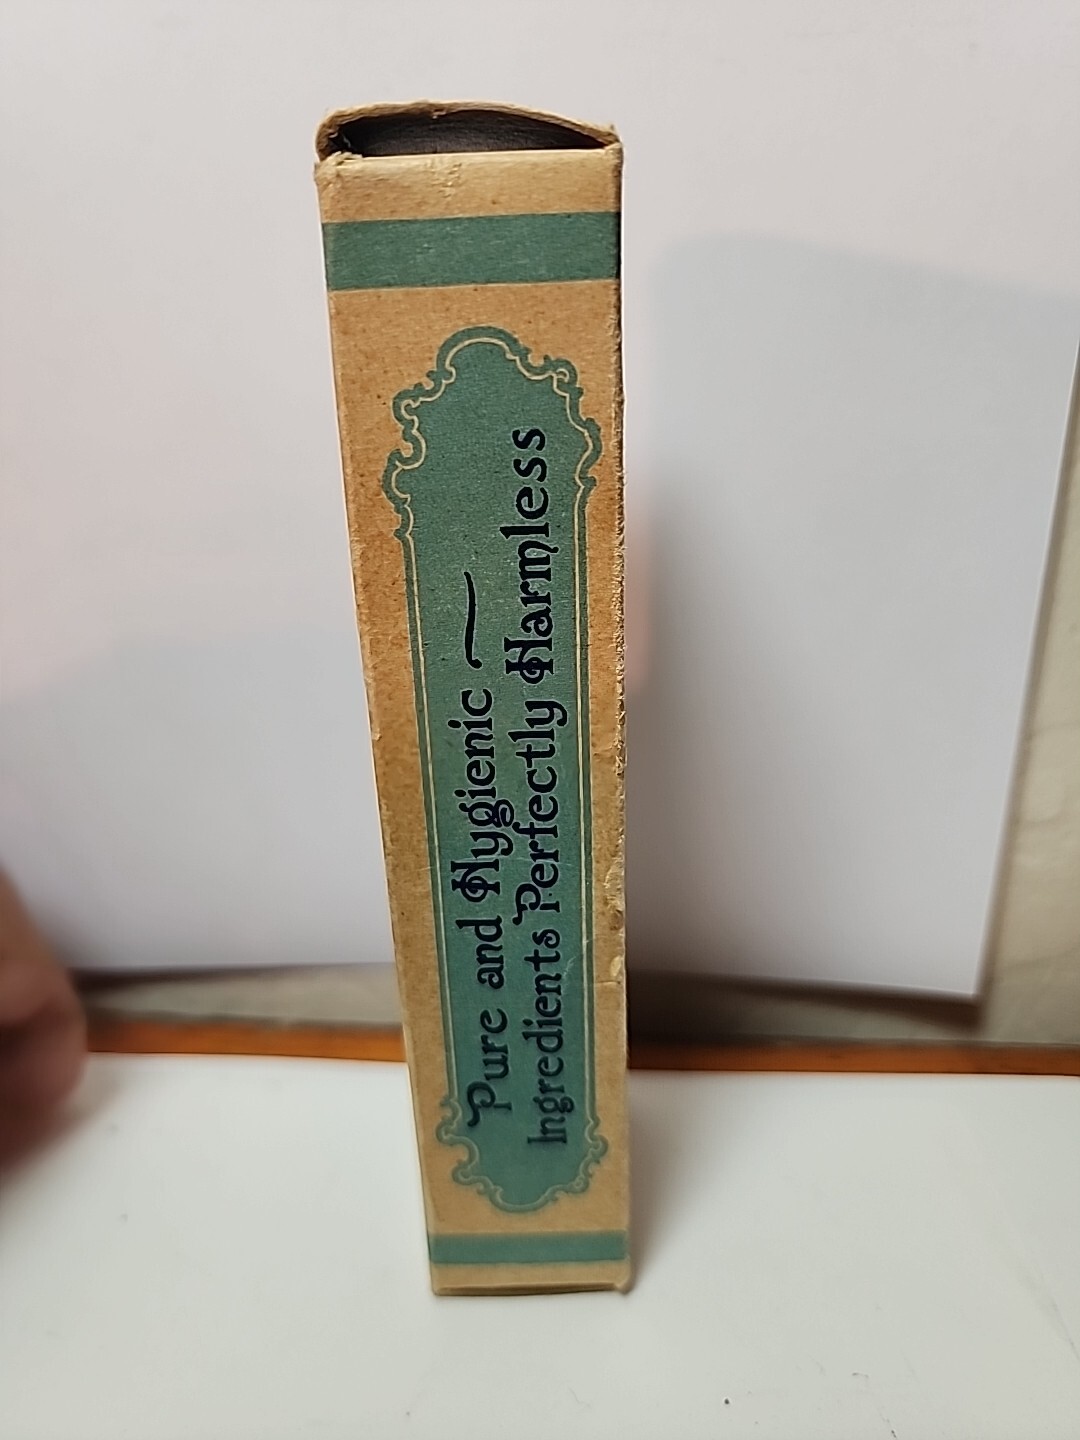 Pure and Hygienic —
Ingredients Perfectly Harmless